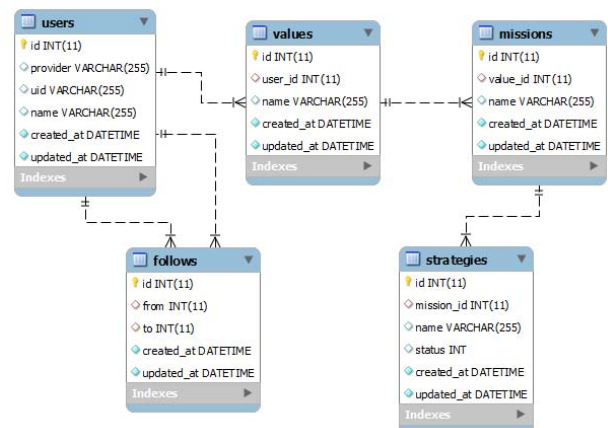 users
id INT(11)
provider VARCHAR(255)
uid VARCHAR(255)
name VARCHAR(255)
created_at DATETIME
updated_at DATETIME
Indexes
values
id INT(11)
user_id INT(11)
name VARCHAR(255)
created_at DATETIME
updated_at DATETIME
Indexes
missions
id INT(11)
value_id INT(11)
name VARCHAR(255)
created_at DATETIME
updated_at DATETIME
Indexes
follows
id INT(11)
from INT(11)
to INT(11)
created_at DATETIME
updated_at DATETIME
Indexes
strategies
id INT(11)
mission_id INT(11)
name VARCHAR(255)
status INT
created_at DATETIME
updated_at DATETIME
Indexes